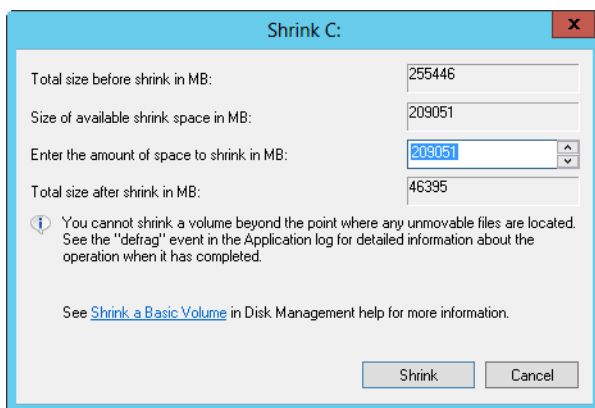 Shrink C:
x
Total size before shrink in MB: 255446
Size of available shrink space in MB: 209051
Enter the amount of space to shrink in MB: 209051
Total size after shrink in MB: 46395
You cannot shrink a volume beyond the point where any unmovable files are located.
See the "defrag" event in the Application log for detailed information about the
operation when it has completed.
See Shrink a Basic Volume in Disk Management help for more information.
Shrink Cancel